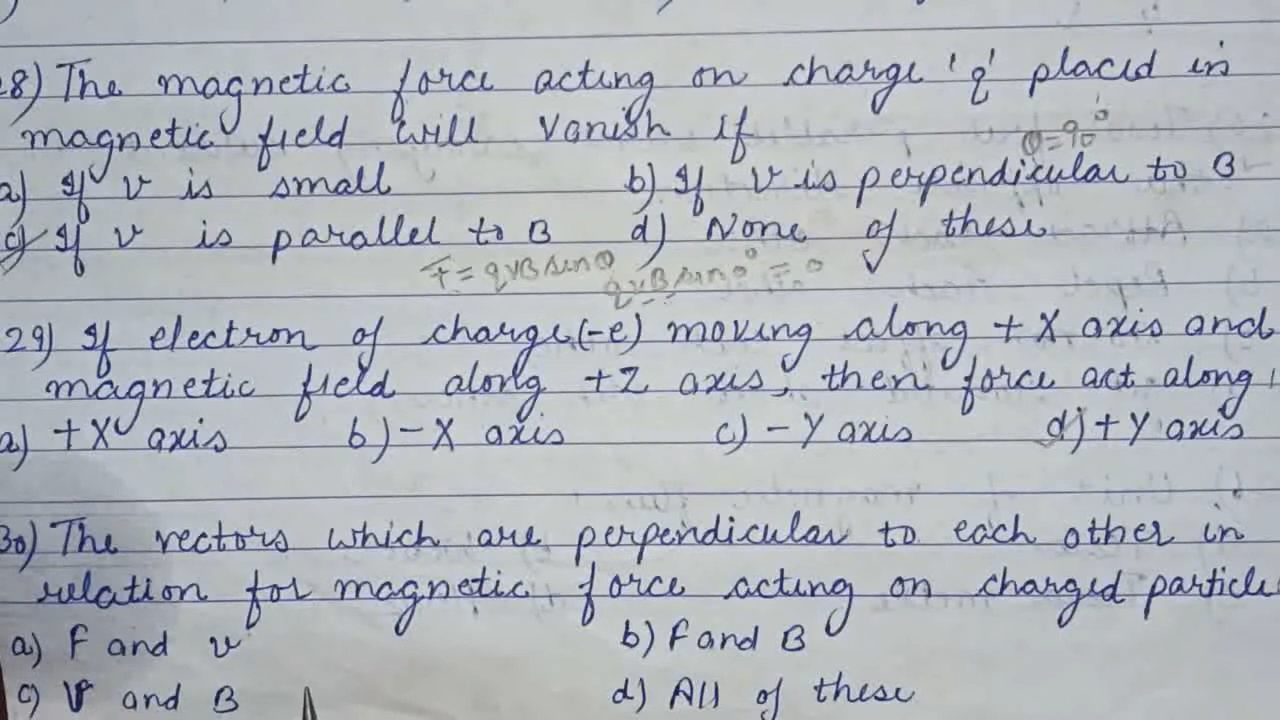 28) The magnetic force acting on charge 'q' placed in
magnetic field will vanish if
θ=90°
a) If v is small b) If v is perpendicular to B
c) If v is parallel to B d) None of these
F = qvB sin θ qvB sin 0° = 0
29) If electron of charge (-e) moving along + X axis and
magnetic field along +Z axis, then force act along
a) +X axis b) -X axis c) -Y axis d) +Y axis
30) The vectors which are perpendicular to each other in
relation for magnetic force acting on charged particle
a) F and v b) F and B
c) V and B d) All of these